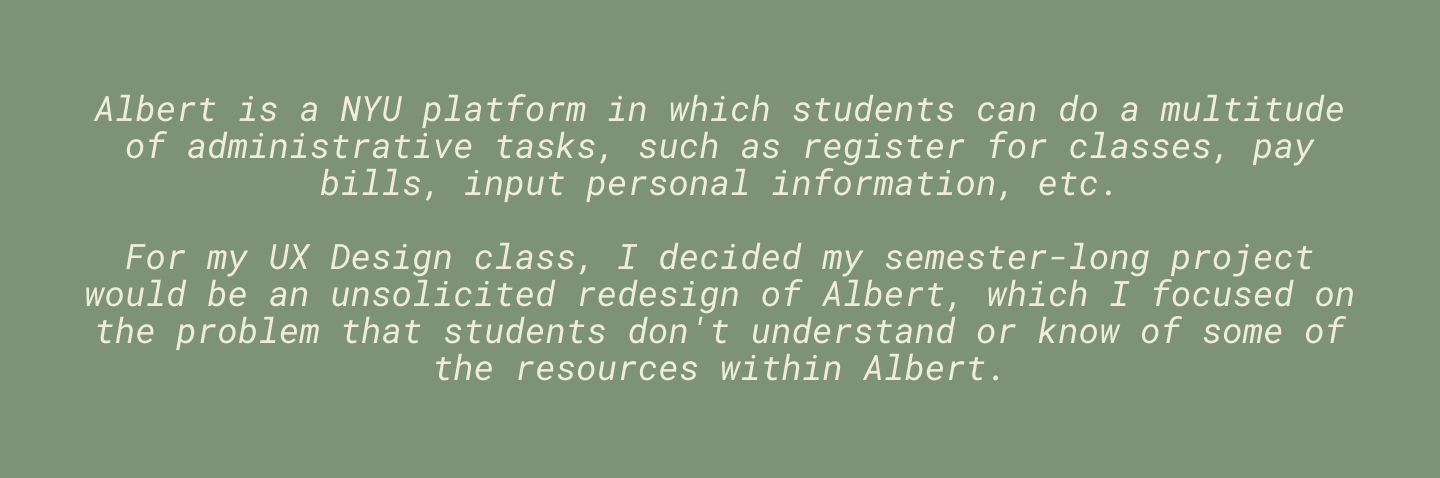 Albert is a NYU platform in which students can do a multitude
of administrative tasks, such as register for classes, pay
bills, input personal information, etc.
For my UX Design class, I decided my semester-long project
would be an unsolicited redesign of Albert, which I focused on
the problem that students don't understand or know of some of
the resources within Albert.